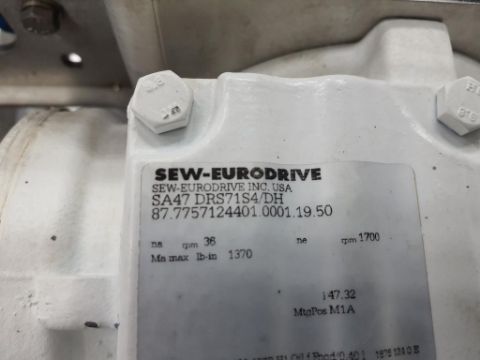 SEW-EURODRIVE
SEW-EURODRIVE INC. USA
SA47 DRS71S4/DH
87.7757124401.0001.19.50
na rpm 36 ne rpm 1700
Ma max lb-in 1370
i 47.32
MtgPos M1A